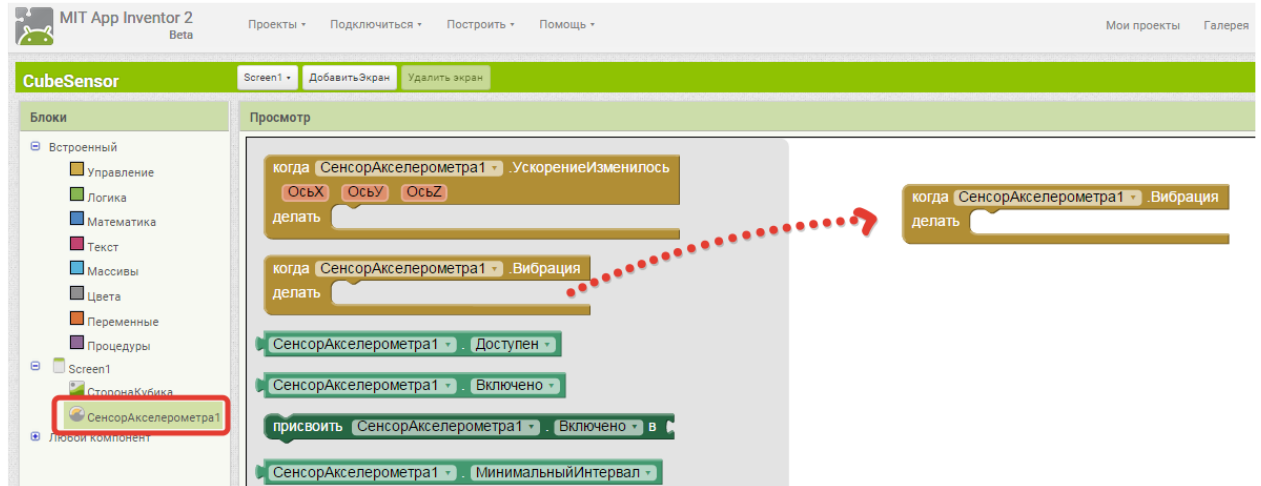 MIT App Inventor 2
Beta
Проекты Подключиться Построить Помощь
Мои проекты Галерея
CubeSensor
Screen1 ДобавитьЭкран Удалить экран
Блоки
Просмотр
Встроенный
Управление
Логика
Математика
Текст
Массивы
Цвета
Переменные
Процедуры
Screen1
СторонаКубика
СенсорАкселерометра1
Любой компонент
когда СенсорАкселерометра1 .УскорениеИзменилось
ОсьX ОсьУ ОсьZ
делать
когда СенсорАкселерометра1 .Вибрация
делать
СенсорАкселерометра1 . Доступен
СенсорАкселерометра1 . Включено
присвоить СенсорАкселерометра1 . Включено в
СенсорАкселерометра1 . МинимальныйИнтервал
когда СенсорАкселерометра1 .Вибрация
делать